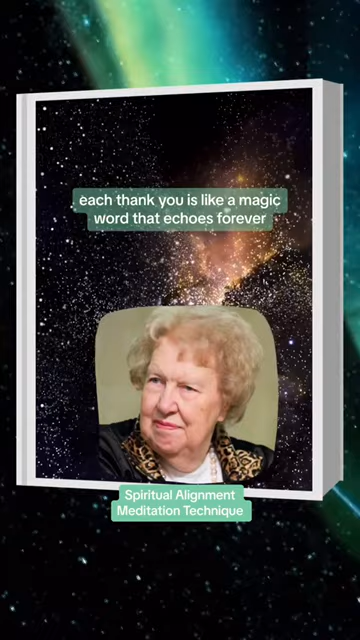 each thank you is like a magic
word that echoes forever
Spiritual Alignment
Meditation Technique